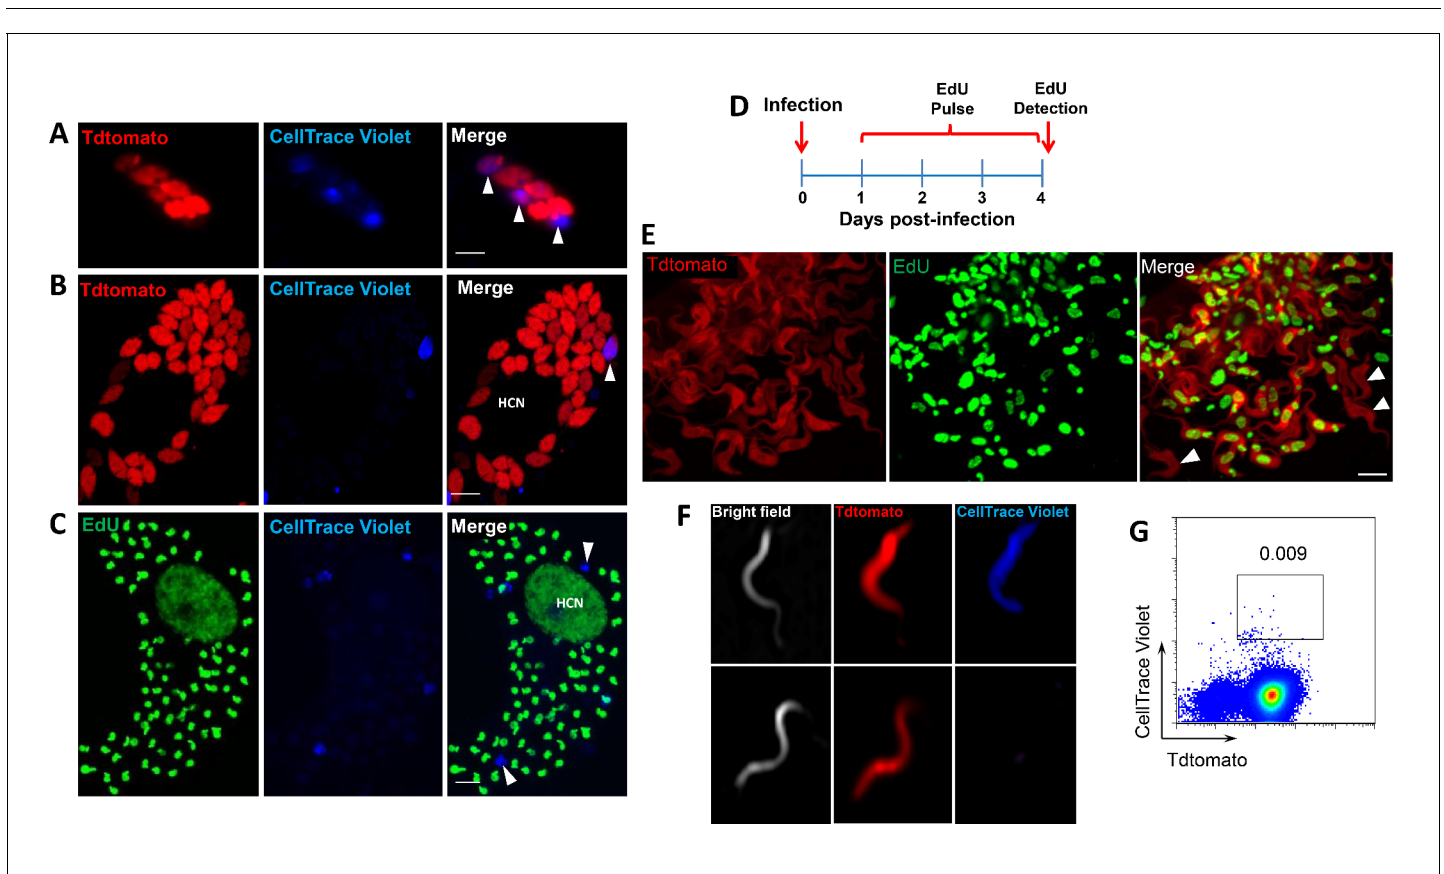 A
Tdtomato
CellTrace Violet
Merge
B
Tdtomato
CellTrace Violet
Merge
HCN
C
EdU
CellTrace Violet
Merge
HCN
D
Infection
EdU
Pulse
EdU
Detection
0 1 2 3 4
Days post-infection
E
Tdtomato
EdU
Merge
F
Bright field
Tdtomato
CellTrace Violet
G
0.009
CellTrace Violet
Tdtomato